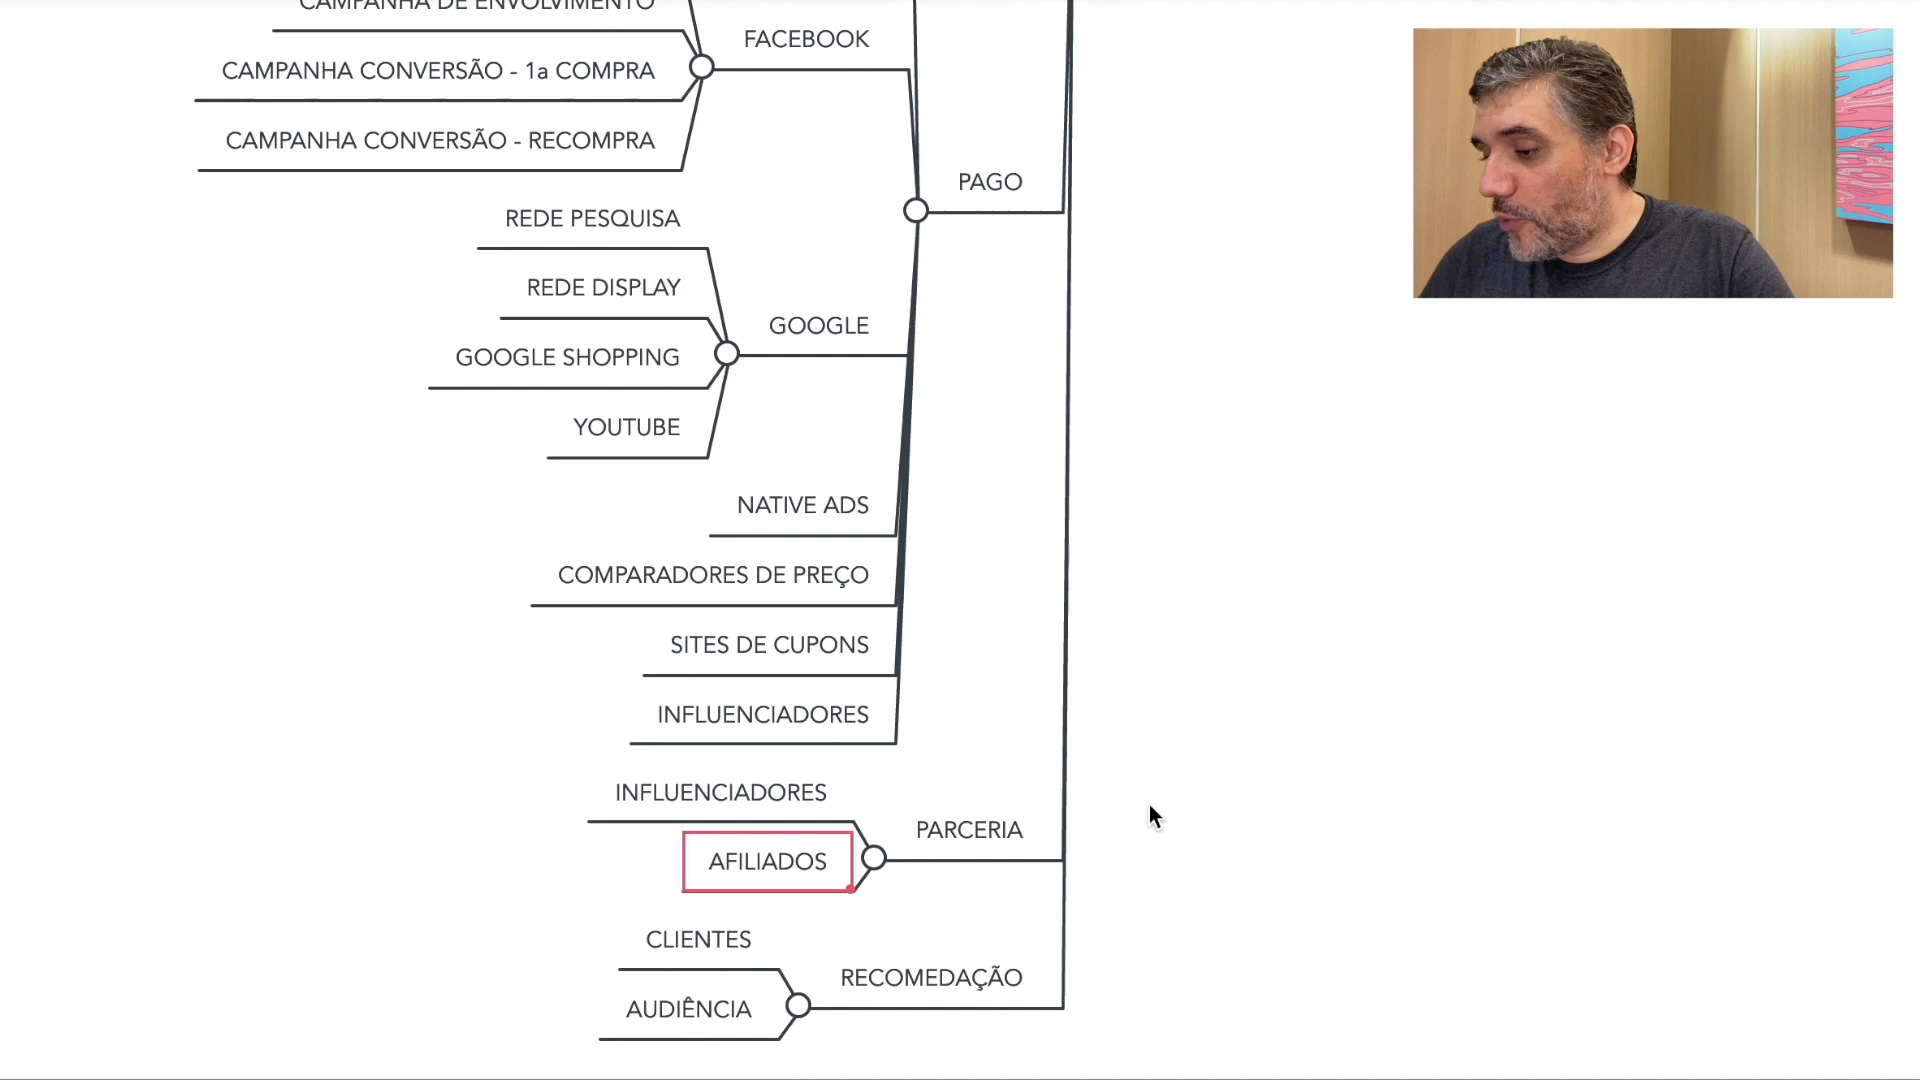 CAMPANHA DE ENVOLVIMENTO
FACEBOOK
CAMPANHA CONVERSÃO - 1a COMPRA
CAMPANHA CONVERSÃO - RECOMPRA
PAGO
REDE PESQUISA
REDE DISPLAY
GOOGLE
GOOGLE SHOPPING
YOUTUBE
NATIVE ADS
COMPARADORES DE PREÇO
SITES DE CUPONS
INFLUENCIADORES
INFLUENCIADORES
PARCERIA
AFILIADOS
CLIENTES
RECOMEDAÇÃO
AUDIÊNCIA